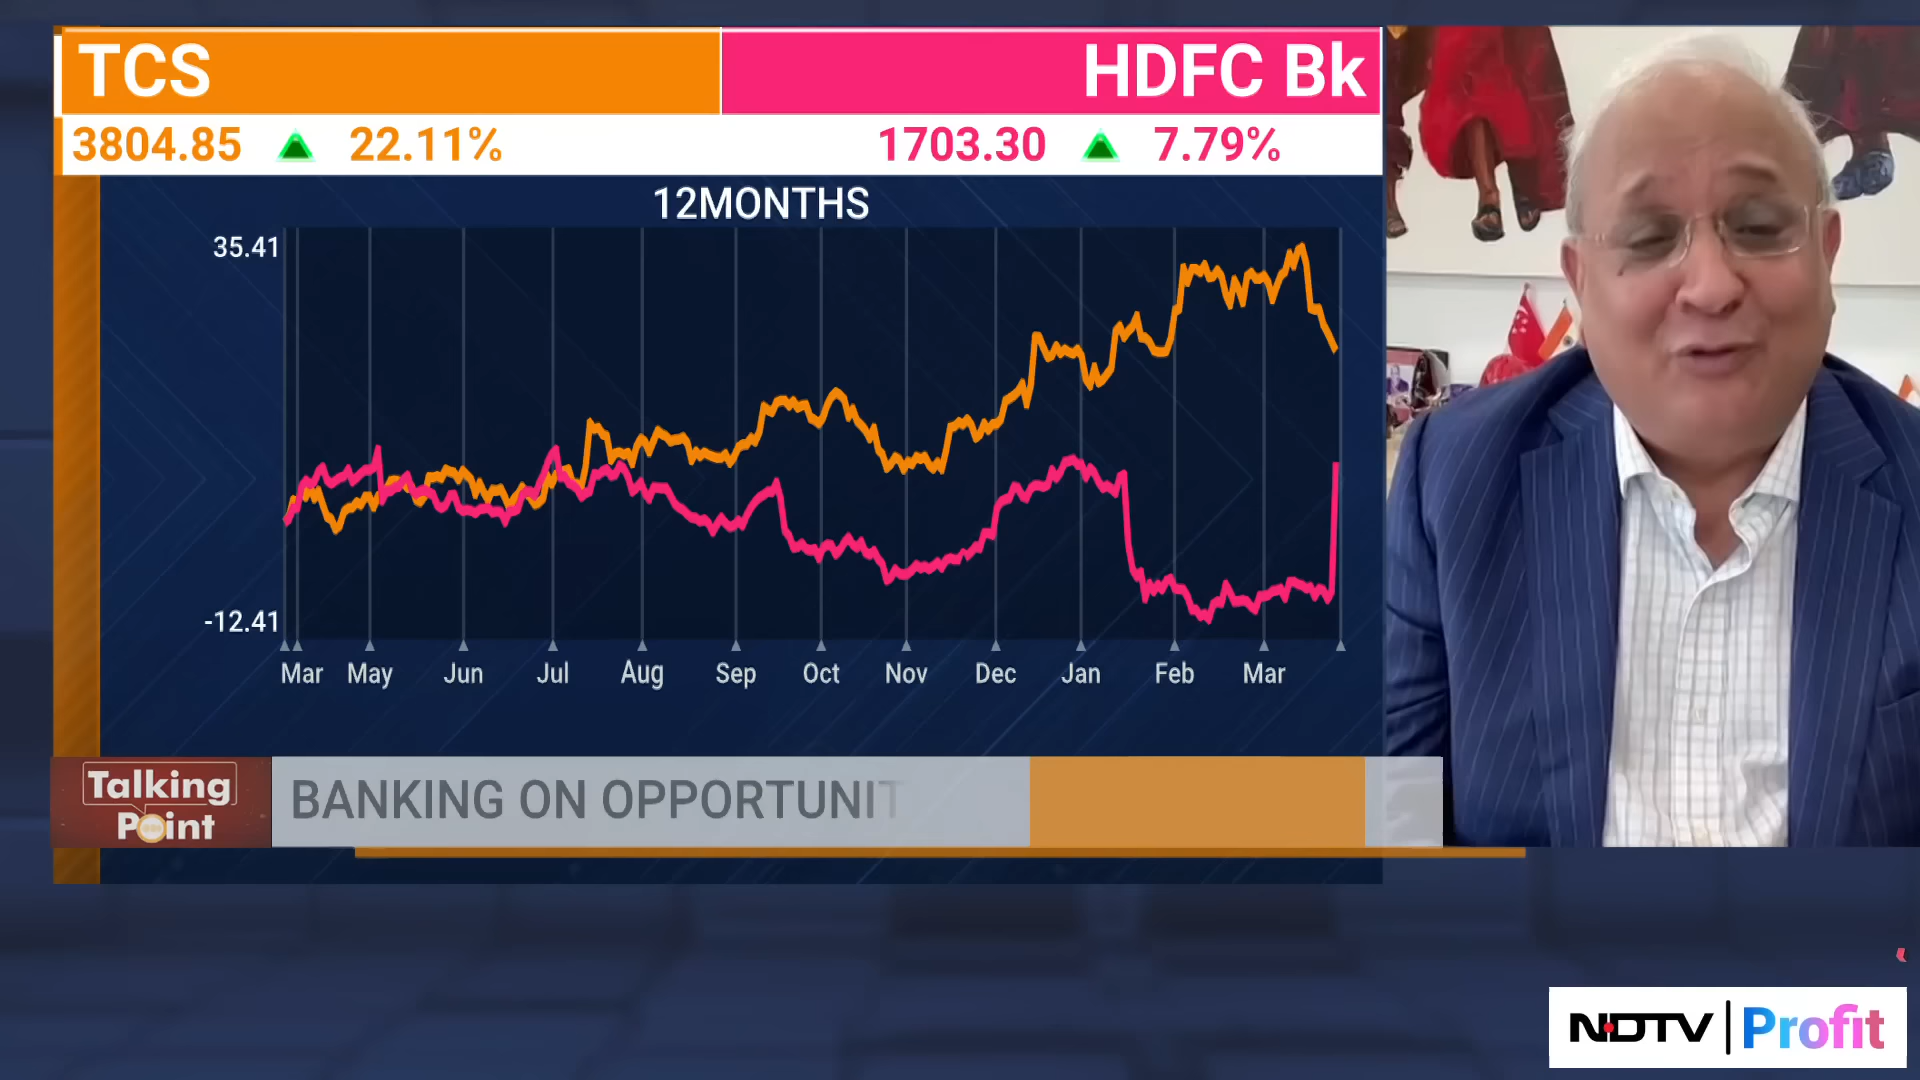 TCS
HDFC Bk
3804.85 22.11%
1703.30 7.79%
12MONTHS
35.41
-12.41
Mar May Jun Jul Aug Sep Oct Nov Dec Jan Feb Mar
Talking
Point
BANKING ON OPPORTUNIT
NDTV Profit